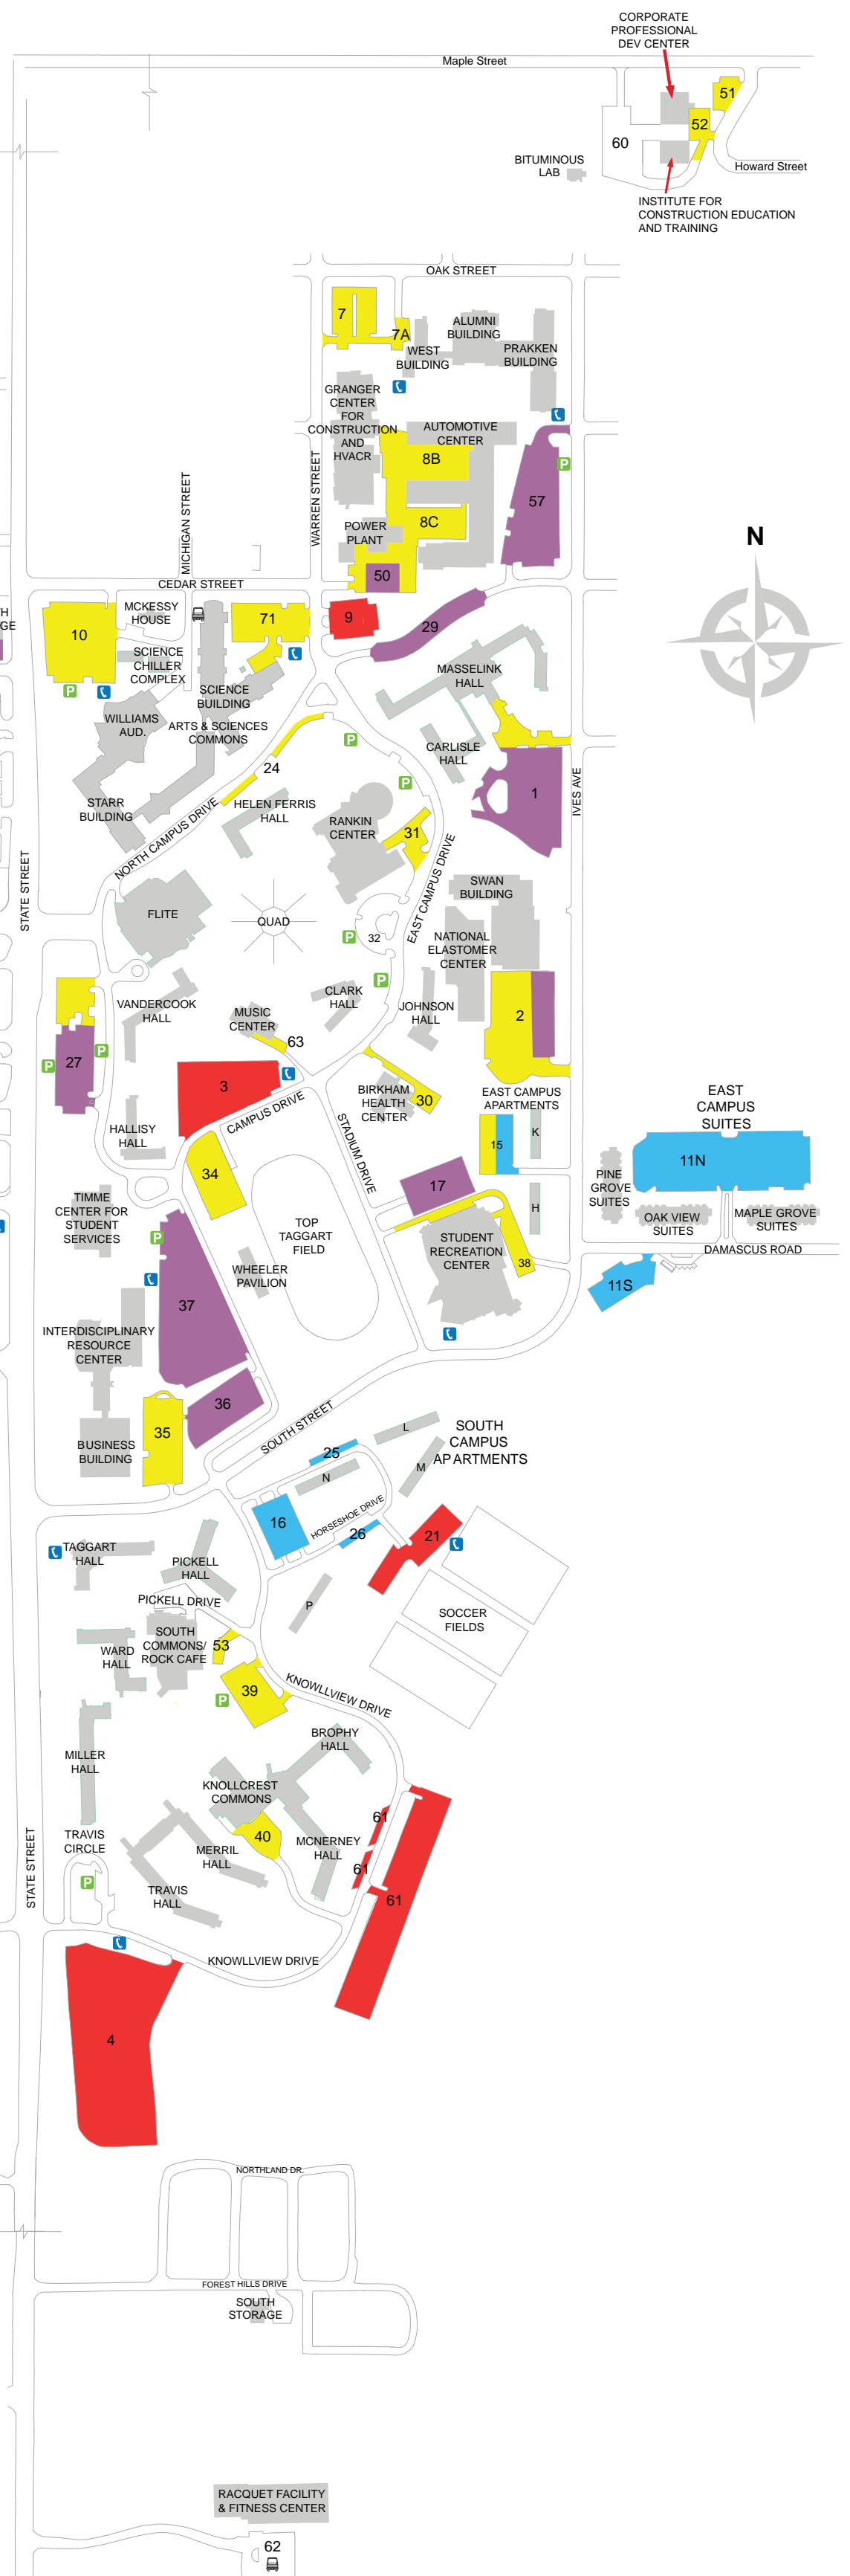 CORPORATE
PROFESSIONAL
DEV CENTER
Maple Street
51
52
60
BITUMINOUS
LAB
Howard Street
INSTITUTE FOR
CONSTRUCTION EDUCATION
AND TRAINING
OAK STREET
7
7A
ALUMNI
BUILDING
WEST
BUILDING
PRAKKEN
BUILDING
GRANGER
CENTER
FOR
CONSTRUCTION
AND
HVACR
AUTOMOTIVE
CENTER
8B
P
57
WARREN STREET
MICHIGAN STREET
8C
POWER
PLANT
50
N
CEDAR STREET
H
GE
10
MCKESSY
HOUSE
71
9
29
SCIENCE
CHILLER
COMPLEX
P
SCIENCE
BUILDING
MASSELINK
HALL
WILLIAMS
AUD.
ARTS & SCIENCES
COMMONS
P
CARLISLE
HALL
24
P
1
IVES AVE
STARR
BUILDING
NORTH CAMPUS DRIVE
HELEN FERRIS
HALL
RANKIN
CENTER
31
EAST CAMPUS DRIVE
STATE STREET
SWAN
BUILDING
FLITE
QUAD
P
32
NATIONAL
ELASTOMER
CENTER
P
VANDERCOOK
HALL
MUSIC
CENTER
CLARK
HALL
JOHNSON
HALL
2
63
P
27
P
3
BIRKHAM
HEALTH
CENTER
30
EAST CAMPUS
APARTMENTS
EAST
CAMPUS
SUITES
HALLISY
HALL
CAMPUS DRIVE
STADIUM DRIVE
15
K
11N
34
17
PINE
GROVE
SUITES
H
OAK VIEW
SUITES
MAPLE GROVE
SUITES
TIMME
CENTER FOR
STUDENT
SERVICES
P
TOP
TAGGART
FIELD
STUDENT
RECREATION
CENTER
38
DAMASCUS ROAD
WHEELER
PAVILION
11S
37
INTERDISCIPLINARY
RESOURCE
CENTER
36
35
BUSINESS
BUILDING
SOUTH STREET
L
SOUTH
CAMPUS
APARTMENTS
25
M
N
16
HORSESHOE DRIVE
26
21
TAGGART
HALL
PICKELL
HALL
PICKELL DRIVE
P
SOCCER
FIELDS
SOUTH
COMMONS/
ROCK CAFE
53
WARD
HALL
39
P
KNOWLLVIEW DRIVE
BROPHY
HALL
MILLER
HALL
KNOLLCREST
COMMONS
61
TRAVIS
CIRCLE
40
MERRIL
HALL
MCNERNEY
HALL
61
STATE STREET
P
TRAVIS
HALL
61
KNOWLLVIEW DRIVE
4
NORTHLAND DR.
FOREST HILLS DRIVE
SOUTH
STORAGE
RACQUET FACILITY
& FITNESS CENTER
62